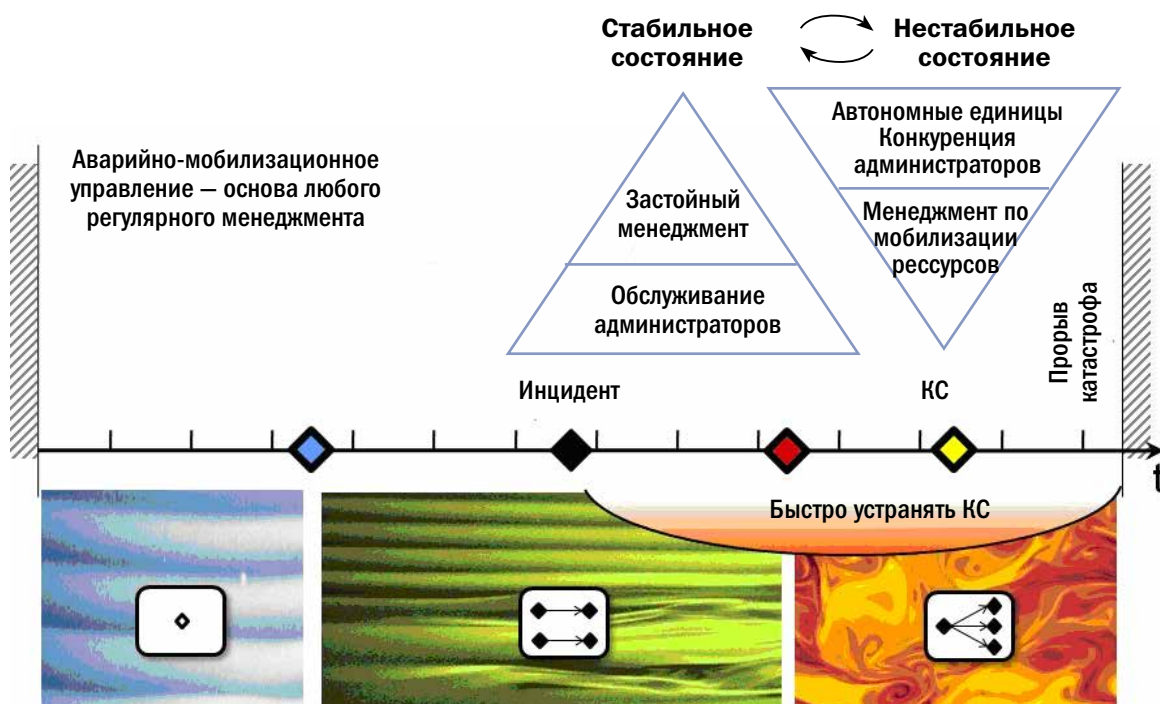 Стабильное
состояние
Нестабильное
состояние
Аварийно-мобилизационное
управление — основа любого
регулярного менеджмента
Застойный
менеджмент
Обслуживание
администраторов
Автономные единицы
Конкуренция
администраторов
Менеджмент по
мобилизации
рессурсов
Прорыв
катастрофа
Инцидент
КС
t
Быстро устранять КС